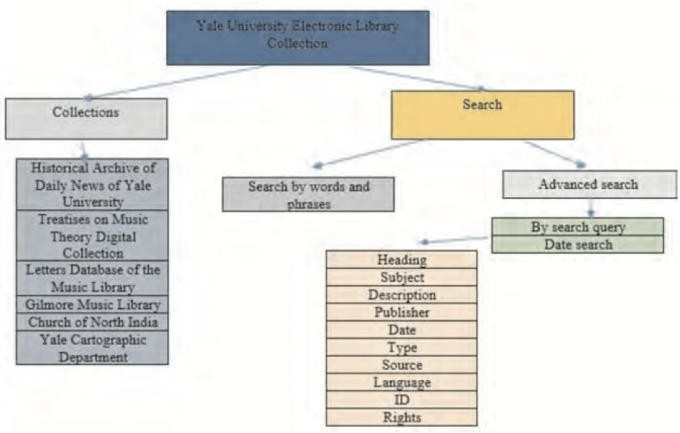 Yale University Electronic Library
Collection
Collections
Search
Historical Archive of
Daily News of Yale
University
Treatises on Music
Theory Digital
Collection
Letters Database of the
Music Library
Gilmore Music Library
Church of North India
Yale Cartographic
Department
Search by words and
phrases
Advanced search
By search query
Date search
Heading
Subject
Description
Publisher
Date
Type
Source
Language
ID
Rights